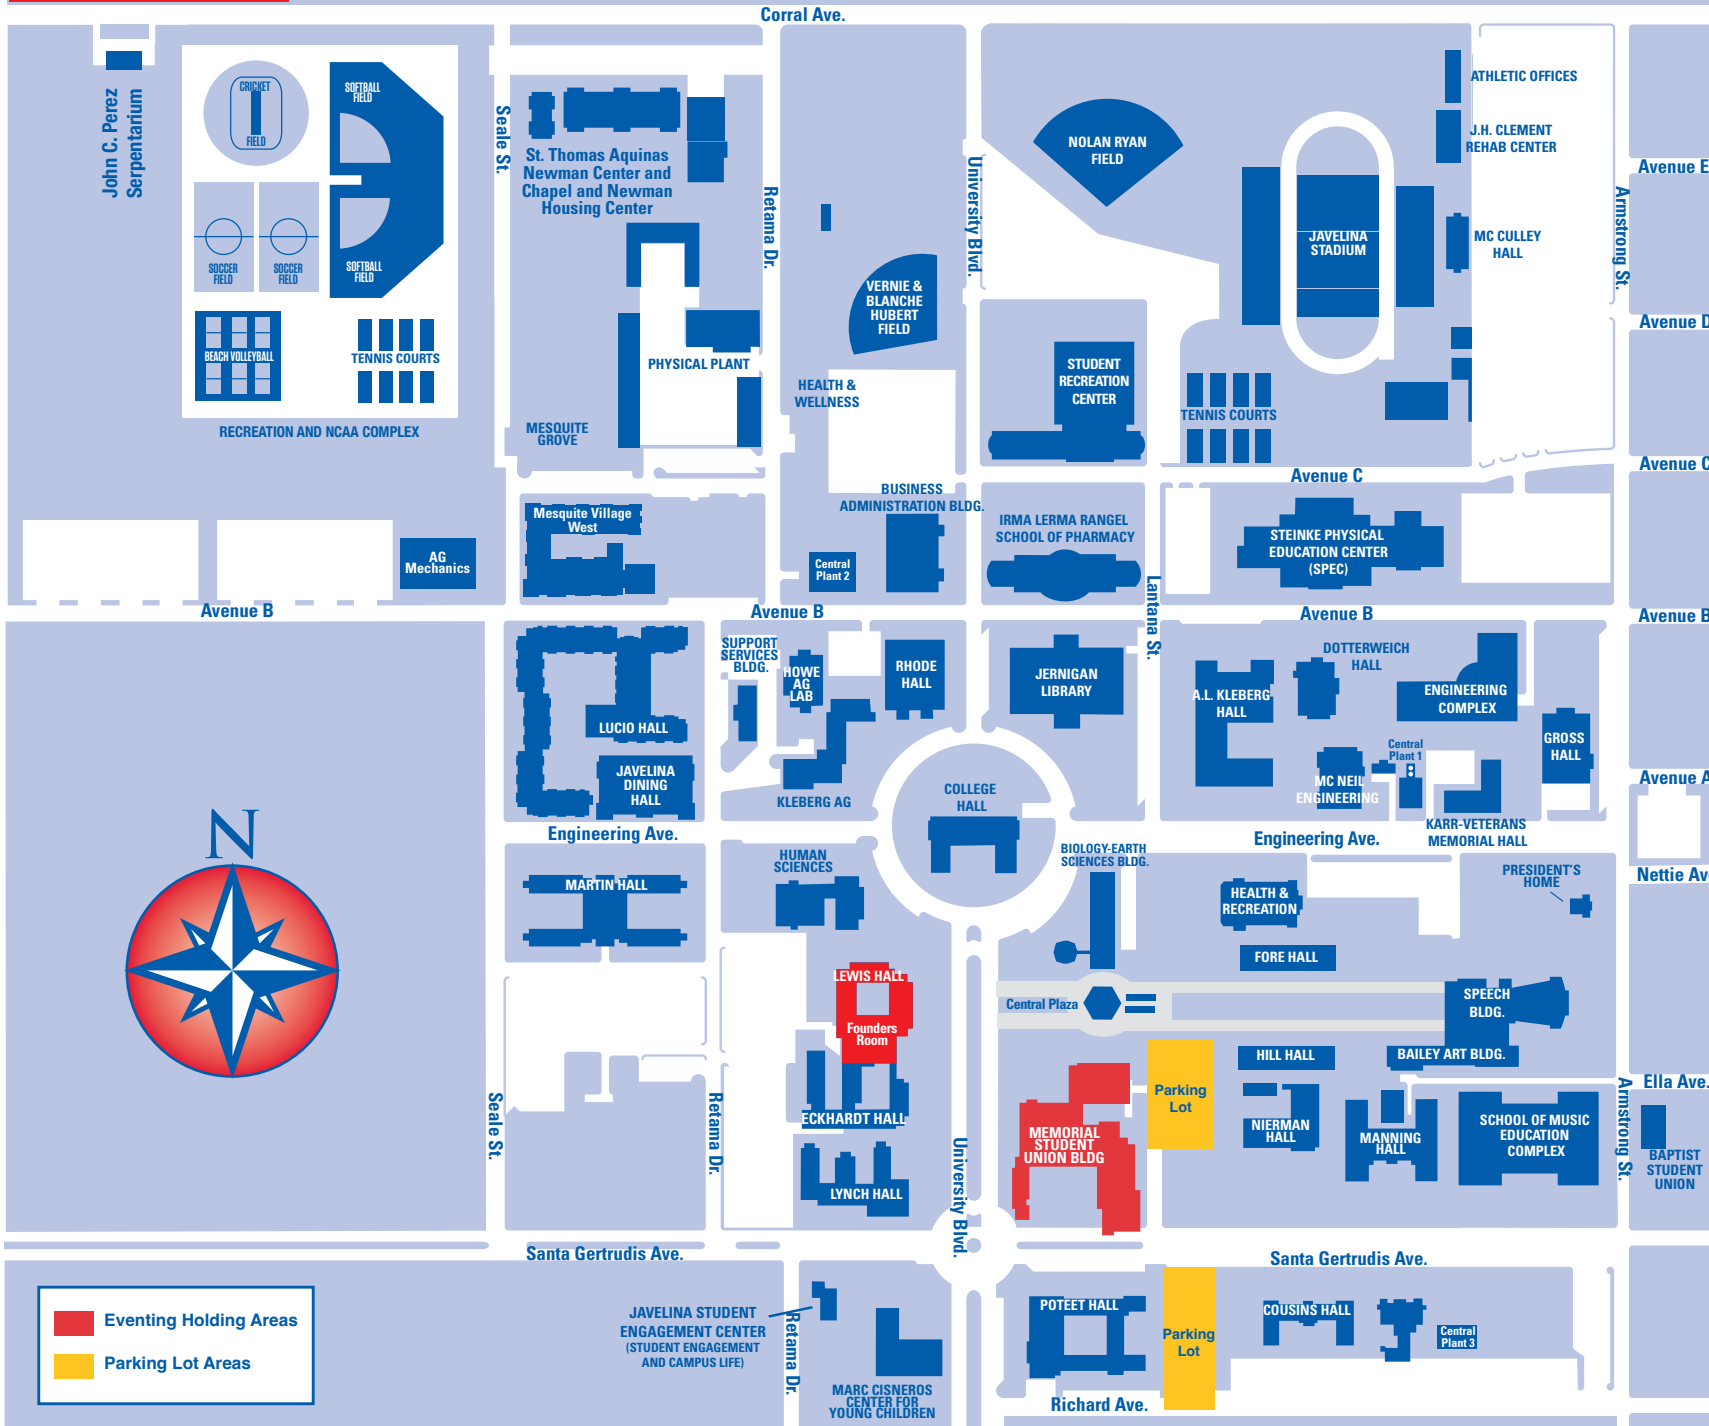 Corral Ave.
John C. Perez
Serpentarium
CRICKET
FIELD
SOFTBALL
FIELD
SOCCER
FIELD
SOCCER
FIELD
SOFTBALL
FIELD
BEACH VOLLEYBALL
TENNIS COURTS
RECREATION AND NCAA COMPLEX
Seale St.
St. Thomas Aquinas
Newman Center and
Chapel and Newman
Housing Center
Retama Dr.
PHYSICAL PLANT
MESQUITE
GROVE
HEALTH &
WELLNESS
VERNIE &
BLANCHE
HUBERT
FIELD
University Blvd.
NOLAN RYAN
FIELD
STUDENT
RECREATION
CENTER
TENNIS COURTS
JAVELINA
STADIUM
ATHLETIC OFFICES
J.H. CLEMENT
REHAB CENTER
MC CULLEY
HALL
Armstrong St.
Avenue E
Avenue D
Avenue C
Avenue C
AG
Mechanics
Mesquite Village
West
BUSINESS
ADMINISTRATION BLDG.
Central
Plant 2
IRMA LERMA RANGEL
SCHOOL OF PHARMACY
Lantana St.
STEINKE PHYSICAL
EDUCATION CENTER
(SPEC)
Avenue B
Avenue B
Avenue B
Avenue B
LUCIO HALL
JAVELINA
DINING
HALL
SUPPORT
SERVICES
BLDG.
HOWE
AG
LAB
RHODE
HALL
KLEBERG AG
JERNIGAN
LIBRARY
COLLEGE
HALL
A.L. KLEBERG
HALL
DOTTERWEICH
HALL
ENGINEERING
COMPLEX
MC NEIL
ENGINEERING
Central
Plant 1
GROSS
HALL
KARR-VETERANS
MEMORIAL HALL
Avenue A
Engineering Ave.
Engineering Ave.
Nettie Av
MARTIN HALL
HUMAN
SCIENCES
BIOLOGY-EARTH
SCIENCES BLDG.
HEALTH &
RECREATION
FORE HALL
PRESIDENT'S
HOME
LEWIS HALL
Founders
Room
Central Plaza
SPEECH
BLDG.
HILL HALL
BAILEY ART BLDG.
Seale St.
Retama Dr.
ECKHARDT HALL
LYNCH HALL
University Blvd.
MEMORIAL
STUDENT
UNION BLDG
Parking
Lot
NIERMAN
HALL
MANNING
HALL
SCHOOL OF MUSIC
EDUCATION
COMPLEX
Armstrong St.
Ella Ave.
BAPTIST
STUDENT
UNION
N
Santa Gertrudis Ave.
Santa Gertrudis Ave.
Eventing Holding Areas
Parking Lot Areas
JAVELINA STUDENT
ENGAGEMENT CENTER
(STUDENT ENGAGEMENT
AND CAMPUS LIFE)
Retama Dr.
MARC CISNEROS
CENTER FOR
YOUNG CHILDREN
POTEET HALL
Parking
Lot
COUSINS HALL
Central
Plant 3
Richard Ave.